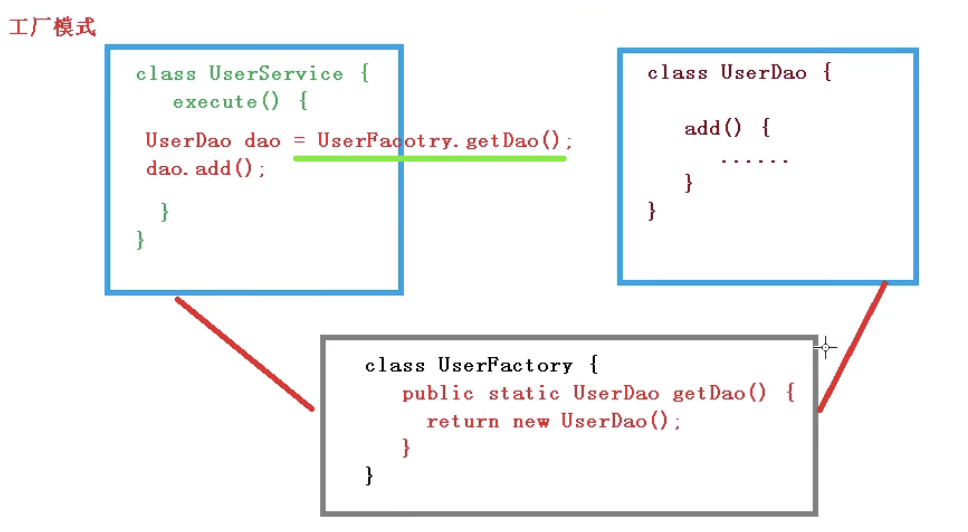 工厂模式
class UserService {
execute() {
UserDao dao = UserFacotry.getDao();
dao.add();
}
}
class UserDao {
add() {
......
}
}
class UserFactory {
public static UserDao getDao() {
return new UserDao();
}
}